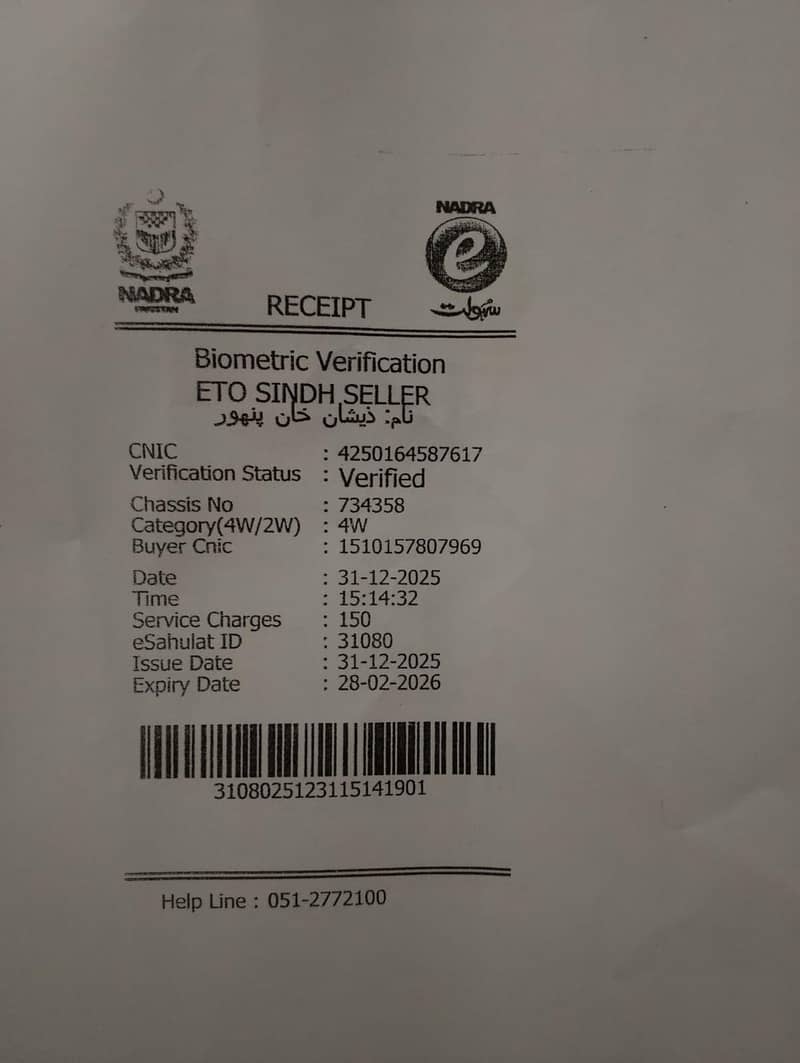 NADRA
NADRA
PAKISTAN
RECEIPT
سہولت
Biometric Verification
ETO SINDH SELLER
نام: ذیشان خان پنہور
CNIC : 4250164587617
Verification Status : Verified
Chassis No : 734358
Category(4W/2W) : 4W
Buyer Cnic : 1510157807969
Date : 31-12-2025
Time : 15:14:32
Service Charges : 150
eSahulat ID : 31080
Issue Date : 31-12-2025
Expiry Date : 28-02-2026
3108025123115141901
Help Line : 051-2772100